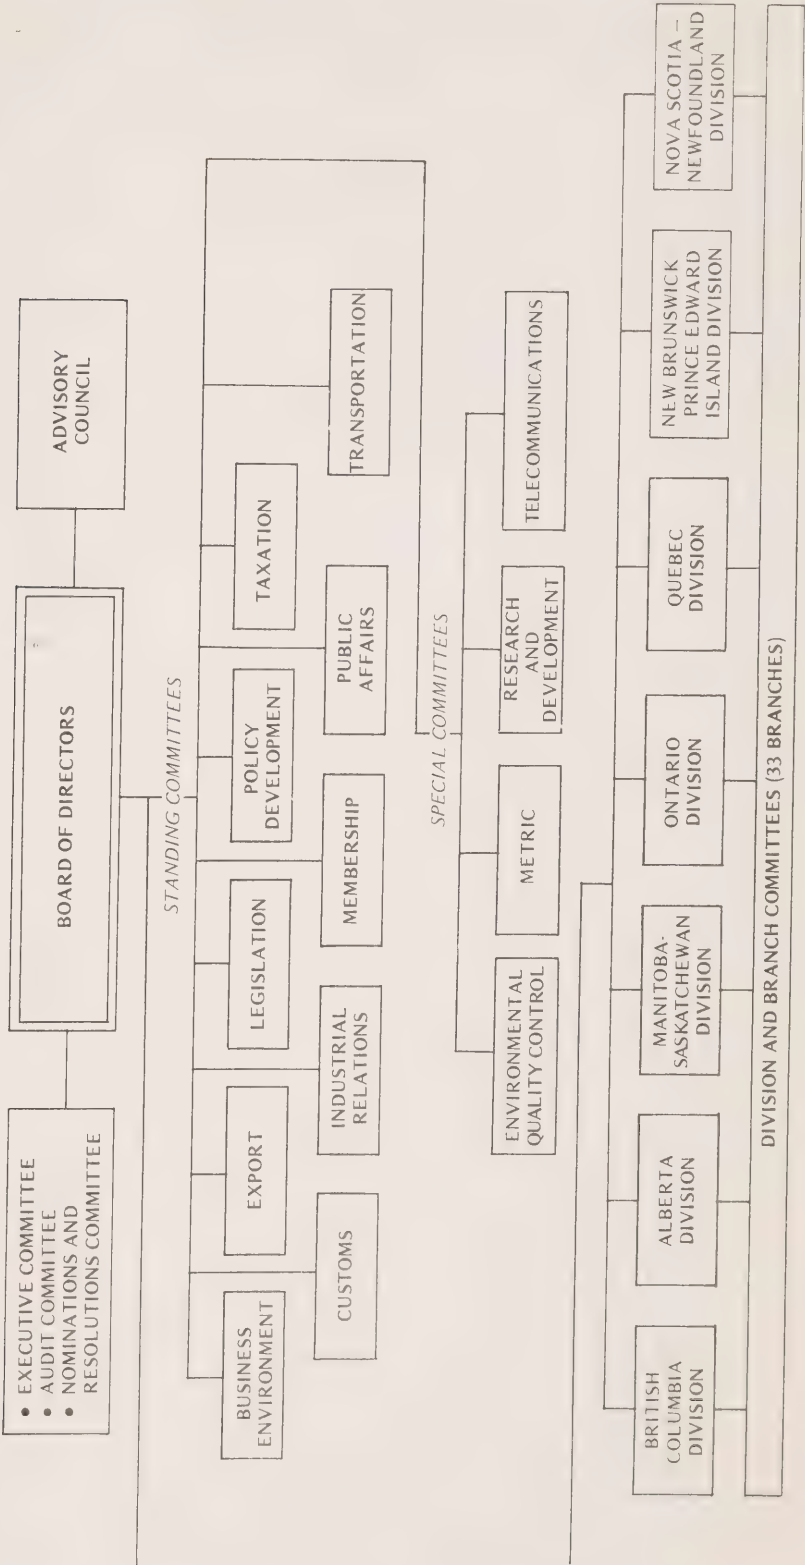 • EXECUTIVE COMMITTEE
• AUDIT COMMITTEE
• NOMINATIONS AND
RESOLUTIONS COMMITTEE
BOARD OF DIRECTORS
ADVISORY
COUNCIL
STANDING COMMITTEES
BUSINESS
ENVIRONMENT
EXPORT
LEGISLATION
POLICY
DEVELOPMENT
TAXATION
CUSTOMS
INDUSTRIAL
RELATIONS
MEMBERSHIP
PUBLIC
AFFAIRS
TRANSPORTATION
SPECIAL COMMITTEES
ENVIRONMENTAL
QUALITY CONTROL
METRIC
RESEARCH
AND
DEVELOPMENT
TELECOMMUNICATIONS
BRITISH
COLUMBIA
DIVISION
ALBERTA
DIVISION
MANITOBA-
SASKATCHEWAN
DIVISION
ONTARIO
DIVISION
QUEBEC
DIVISION
NEW BRUNSWICK
PRINCE EDWARD
ISLAND DIVISION
NOVA SCOTIA –
NEWFOUNDLAND
DIVISION
DIVISION AND BRANCH COMMITTEES (33 BRANCHES)